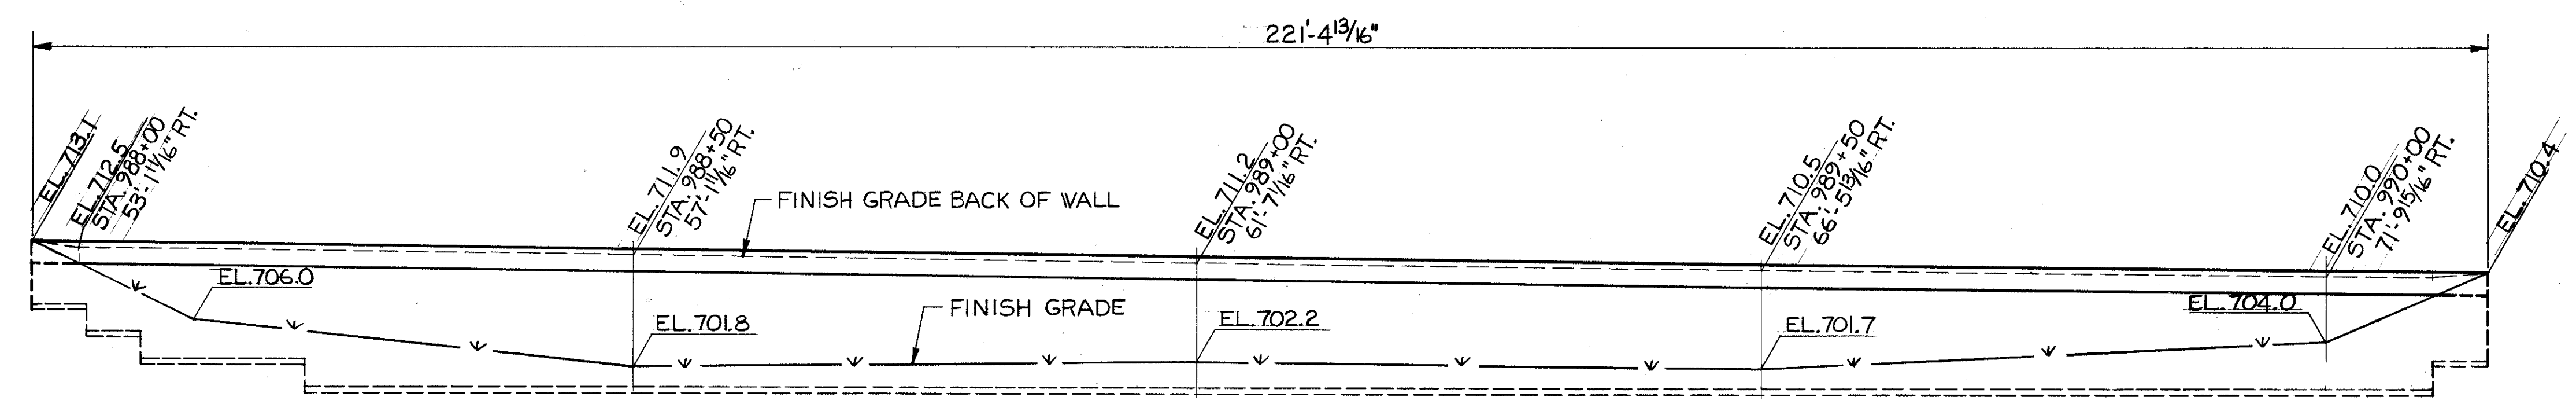 221'-4 13/16"
EL. 713.1
EL. 712.5
STA. 988+00
53'-1 11/16" RT.
EL. 711.9
STA. 988+50
57'-1 11/16" RT.
EL. 711.2
STA. 989+00
61'-7 1/16" RT.
EL. 710.5
STA. 989+50
66'-5 13/16" RT.
EL. 710.0
STA. 990+00
71'-9 15/16" RT.
EL. 710.4
FINISH GRADE BACK OF WALL
EL. 706.0
FINISH GRADE
EL. 701.8
EL. 702.2
EL. 701.7
EL. 704.0